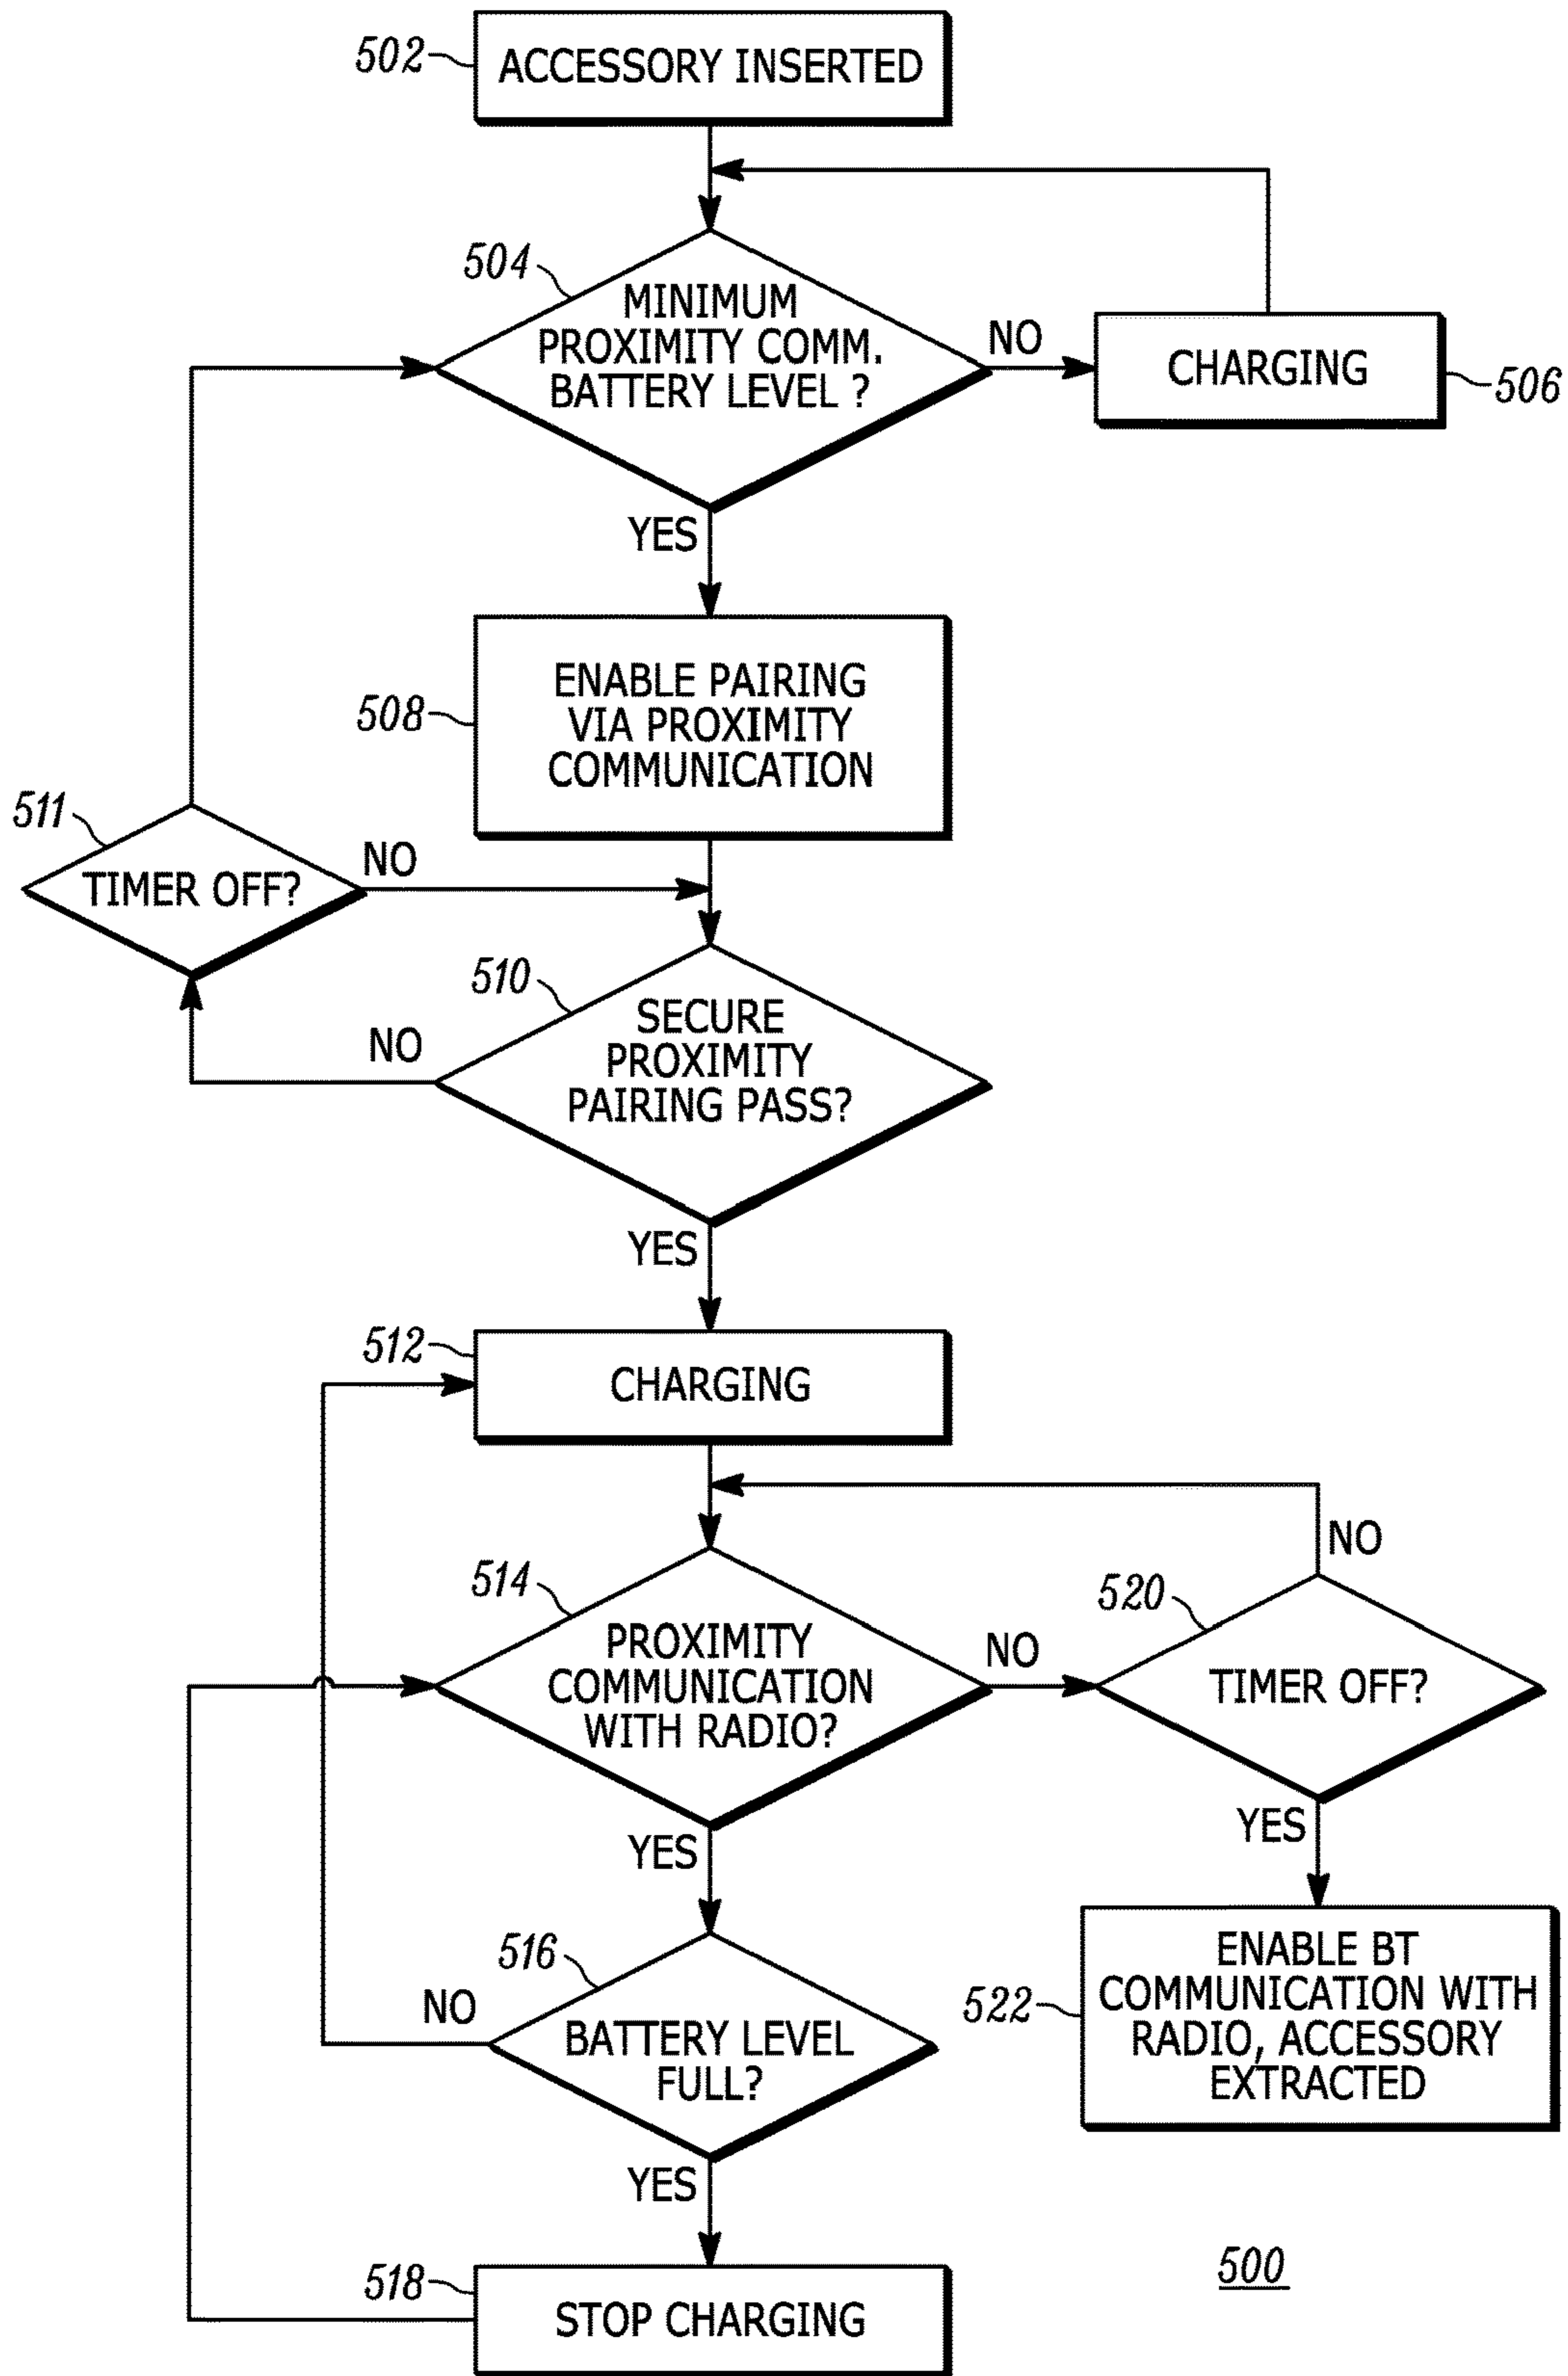 502
ACCESSORY INSERTED
504
MINIMUM
PROXIMITY COMM.
BATTERY LEVEL ?
NO
CHARGING
506
YES
508
ENABLE PAIRING
VIA PROXIMITY
COMMUNICATION
511
TIMER OFF?
NO
510
SECURE
PROXIMITY
PAIRING PASS?
NO
YES
512
CHARGING
514
PROXIMITY
COMMUNICATION
WITH RADIO?
NO
520
TIMER OFF?
NO
YES
YES
516
BATTERY LEVEL
FULL?
NO
522
ENABLE BT
COMMUNICATION WITH
RADIO, ACCESSORY
EXTRACTED
YES
518
STOP CHARGING
500